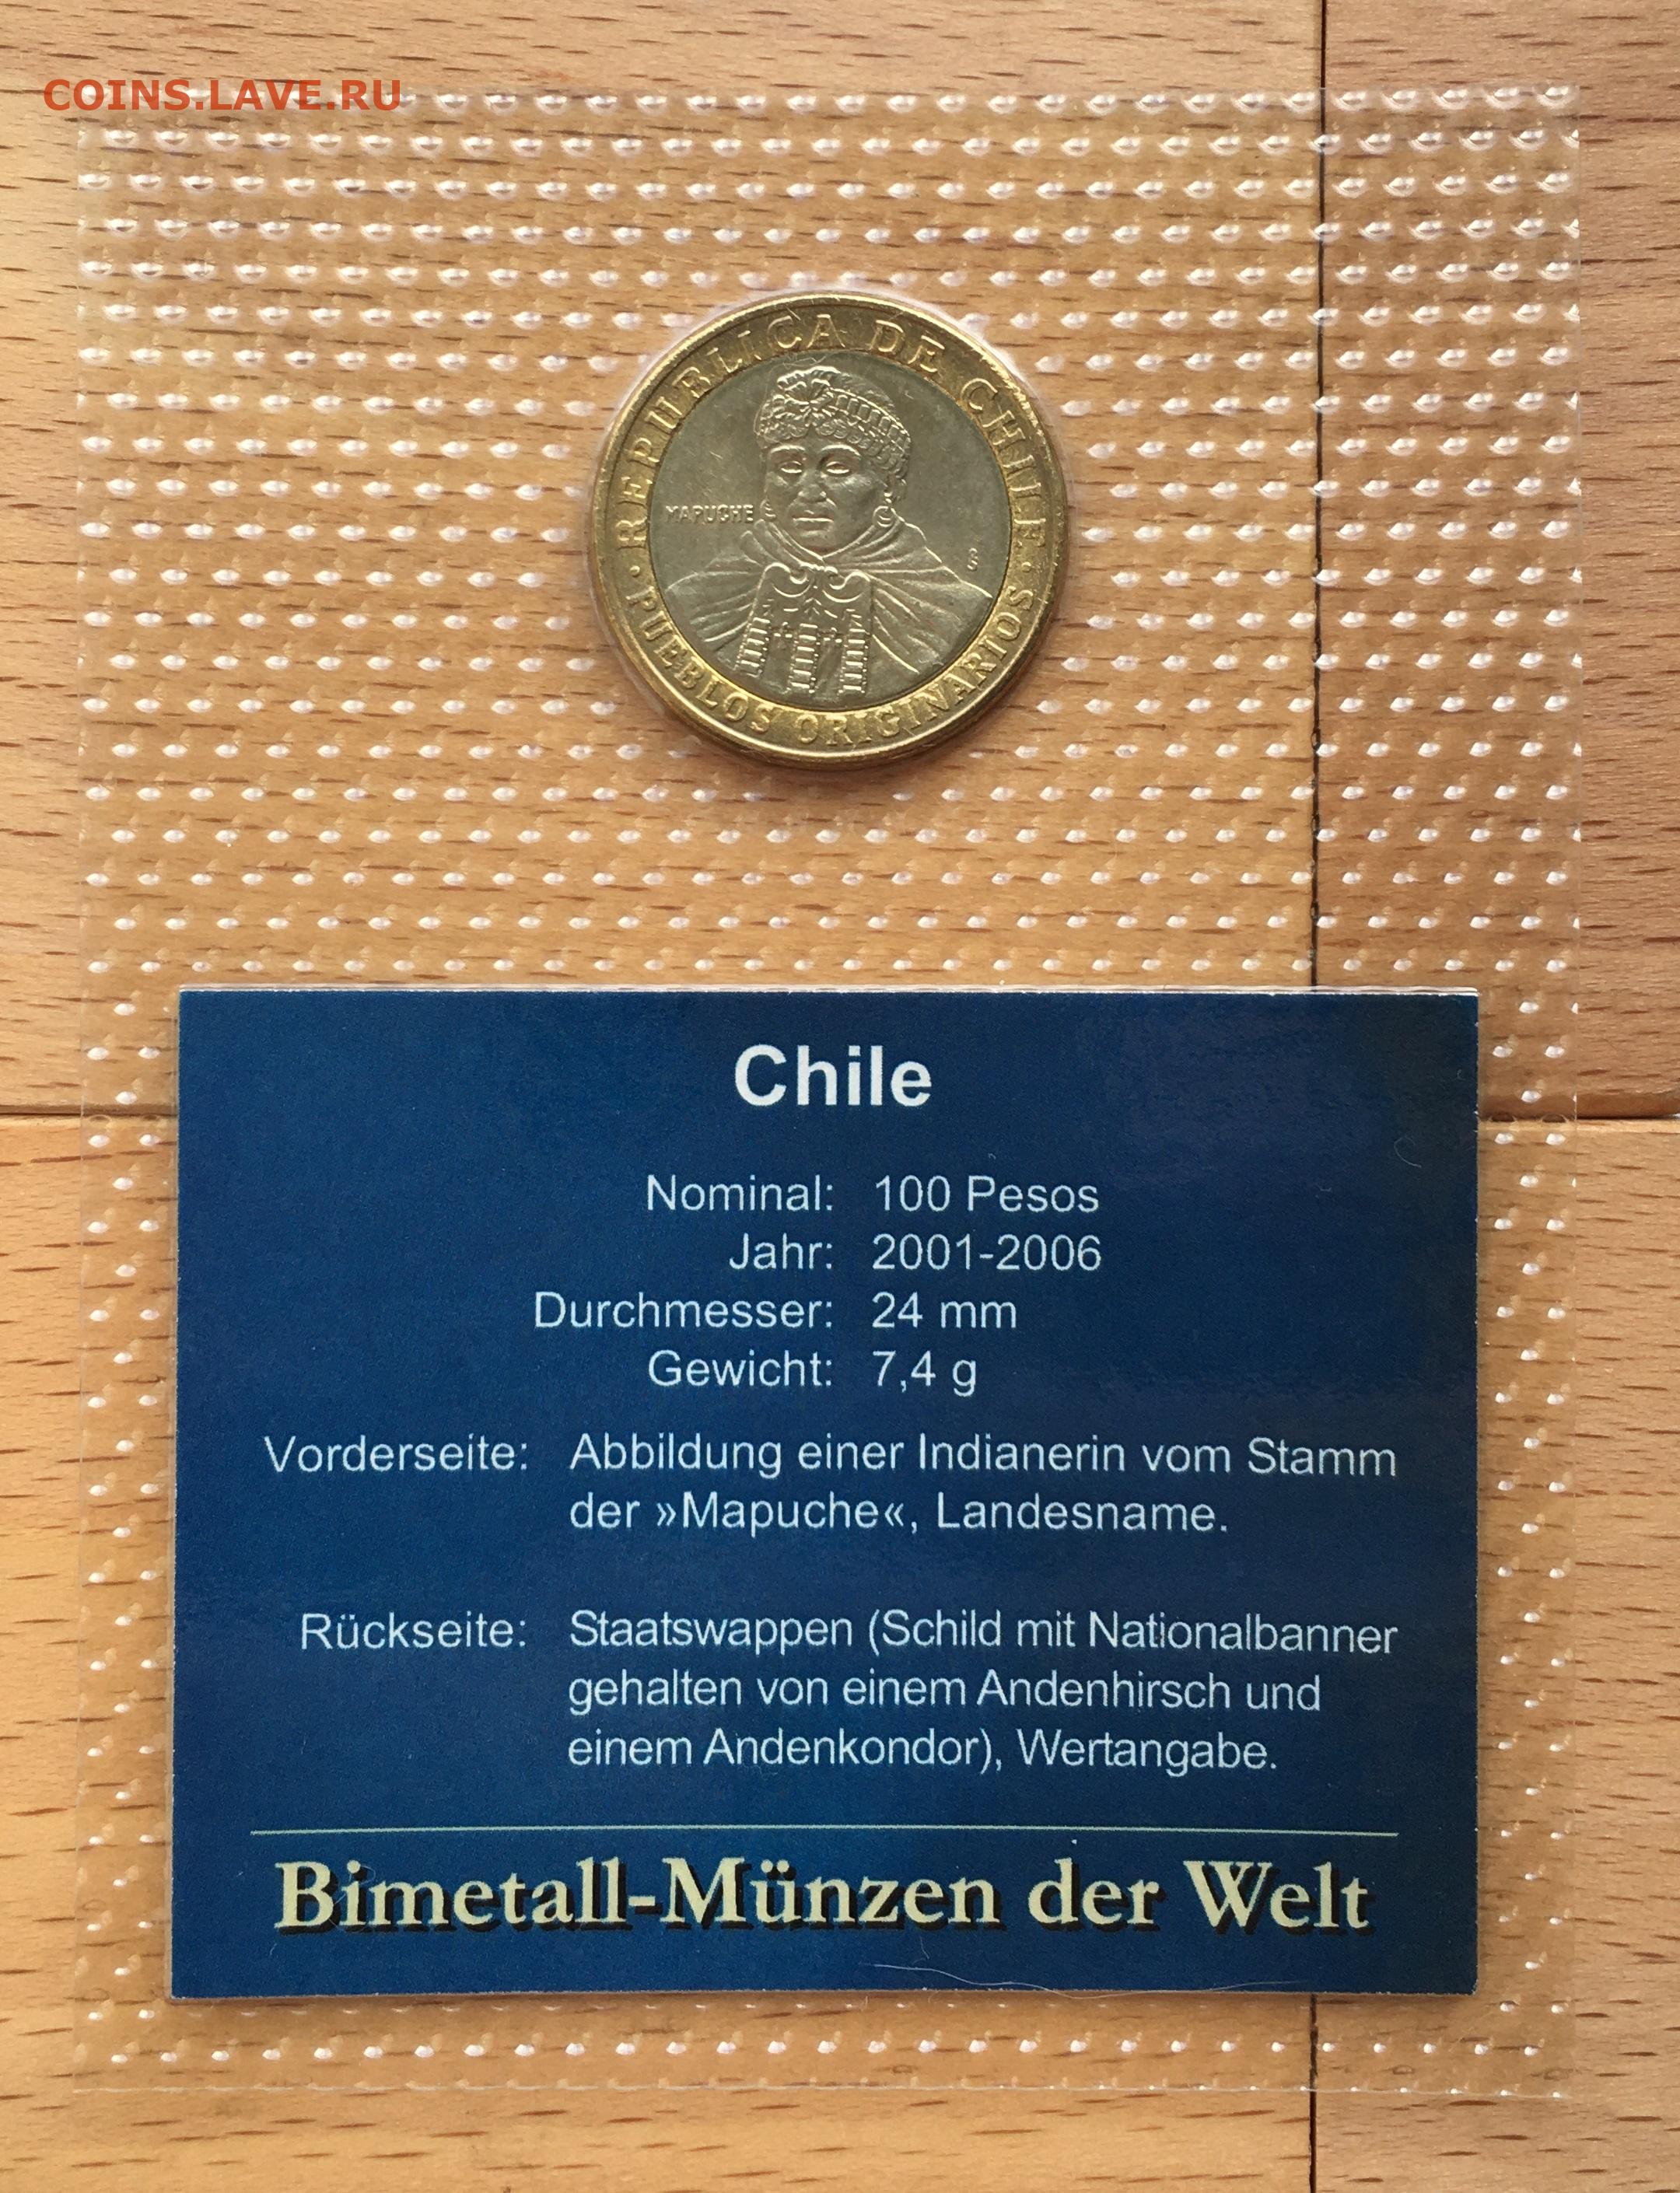 COINS.LAVE.RU
REPUBLICA DE CHILE
MAPUCHE
S
• PUEBLOS ORIGINARIOS •
Chile
Nominal: 100 Pesos
Jahr: 2001-2006
Durchmesser: 24 mm
Gewicht: 7,4 g
Vorderseite: Abbildung einer Indianerin vom Stamm
der »Mapuche«, Landesname.
Rückseite: Staatswappen (Schild mit Nationalbanner
gehalten von einem Andenhirsch und
einem Andenkondor), Wertangabe.
Bimetall-Münzen der Welt